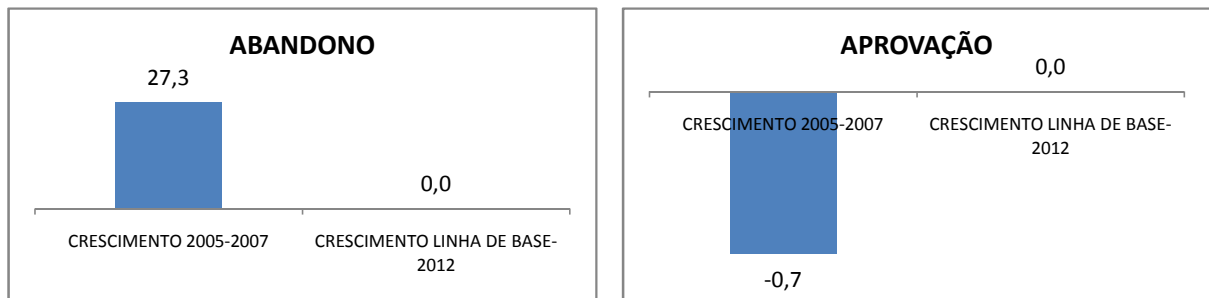 ABANDONO
27,3
0,0
CRESCIMENTO 2005-2007
CRESCIMENTO LINHA DE BASE-
2012
APROVAÇÃO
0,0
CRESCIMENTO 2005-2007
CRESCIMENTO LINHA DE BASE-
2012
-0,7